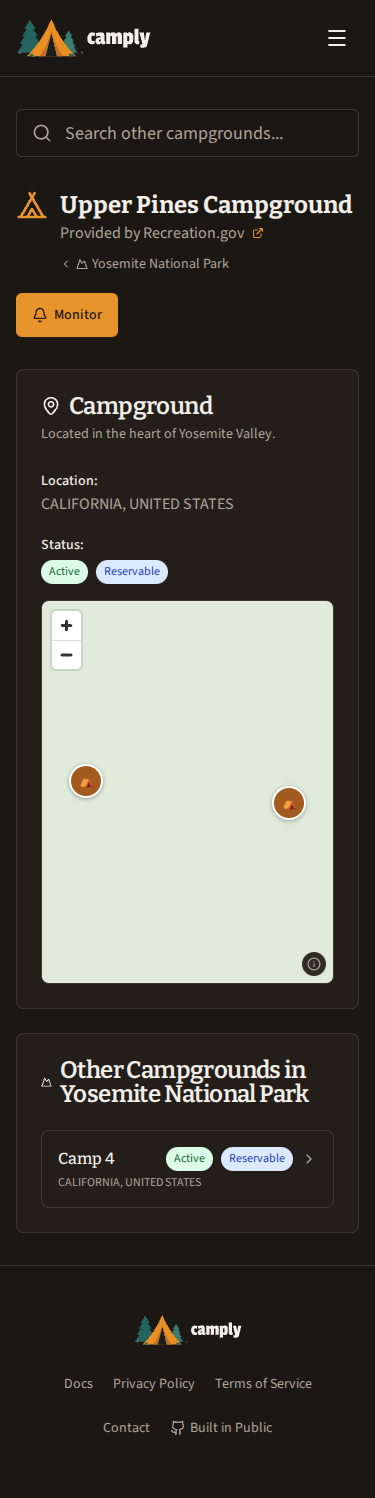 camply
Search other campgrounds...
Upper Pines Campground
Provided by Recreation.gov
Yosemite National Park
Monitor
Campground
Located in the heart of Yosemite Valley.
Location:
CALIFORNIA, UNITED STATES
Status:
Active Reservable
+
−
Other Campgrounds in
Yosemite National Park
Camp 4 Active Reservable
CALIFORNIA, UNITED STATES
camply
Docs Privacy Policy Terms of Service
Contact Built in Public